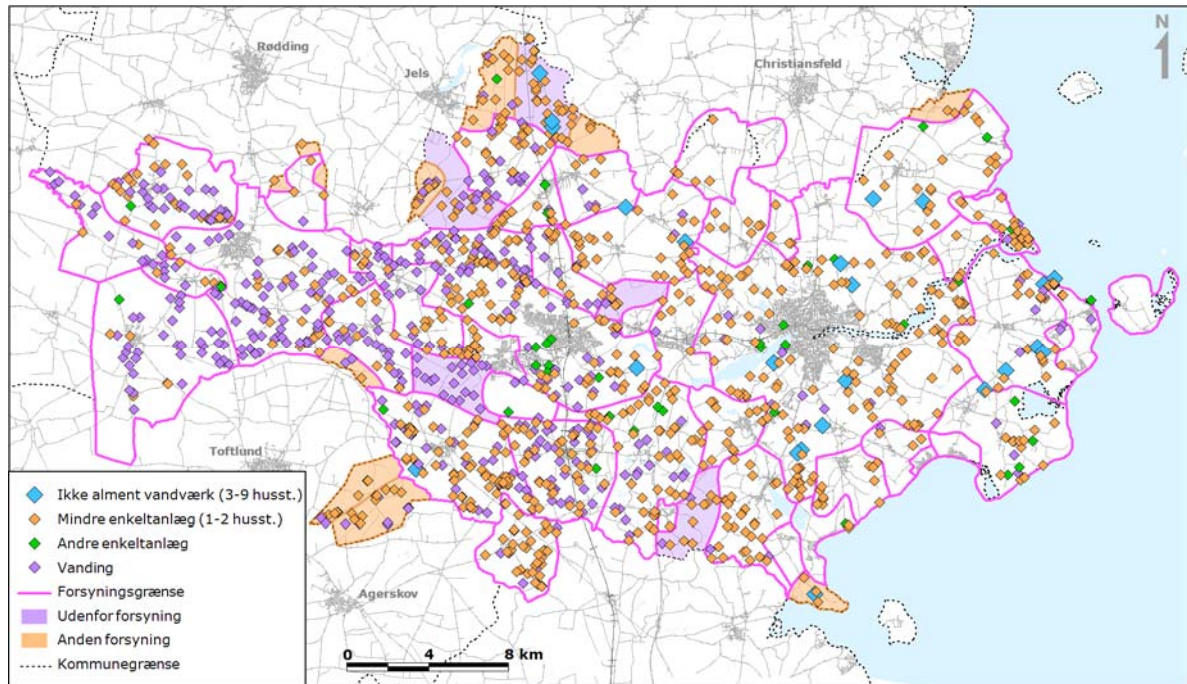 N
Rødding
Jels
Christiansfeld
Toftlund
Agerskov
Ikke alment vandværk (3-9 husst.)
Mindre enkeltanlæg (1-2 husst.)
Andre enkeltanlæg
Vanding
Forsyningsgrænse
Udenfor forsyning
Anden forsyning
Kommunegrænse
0 4 8 km